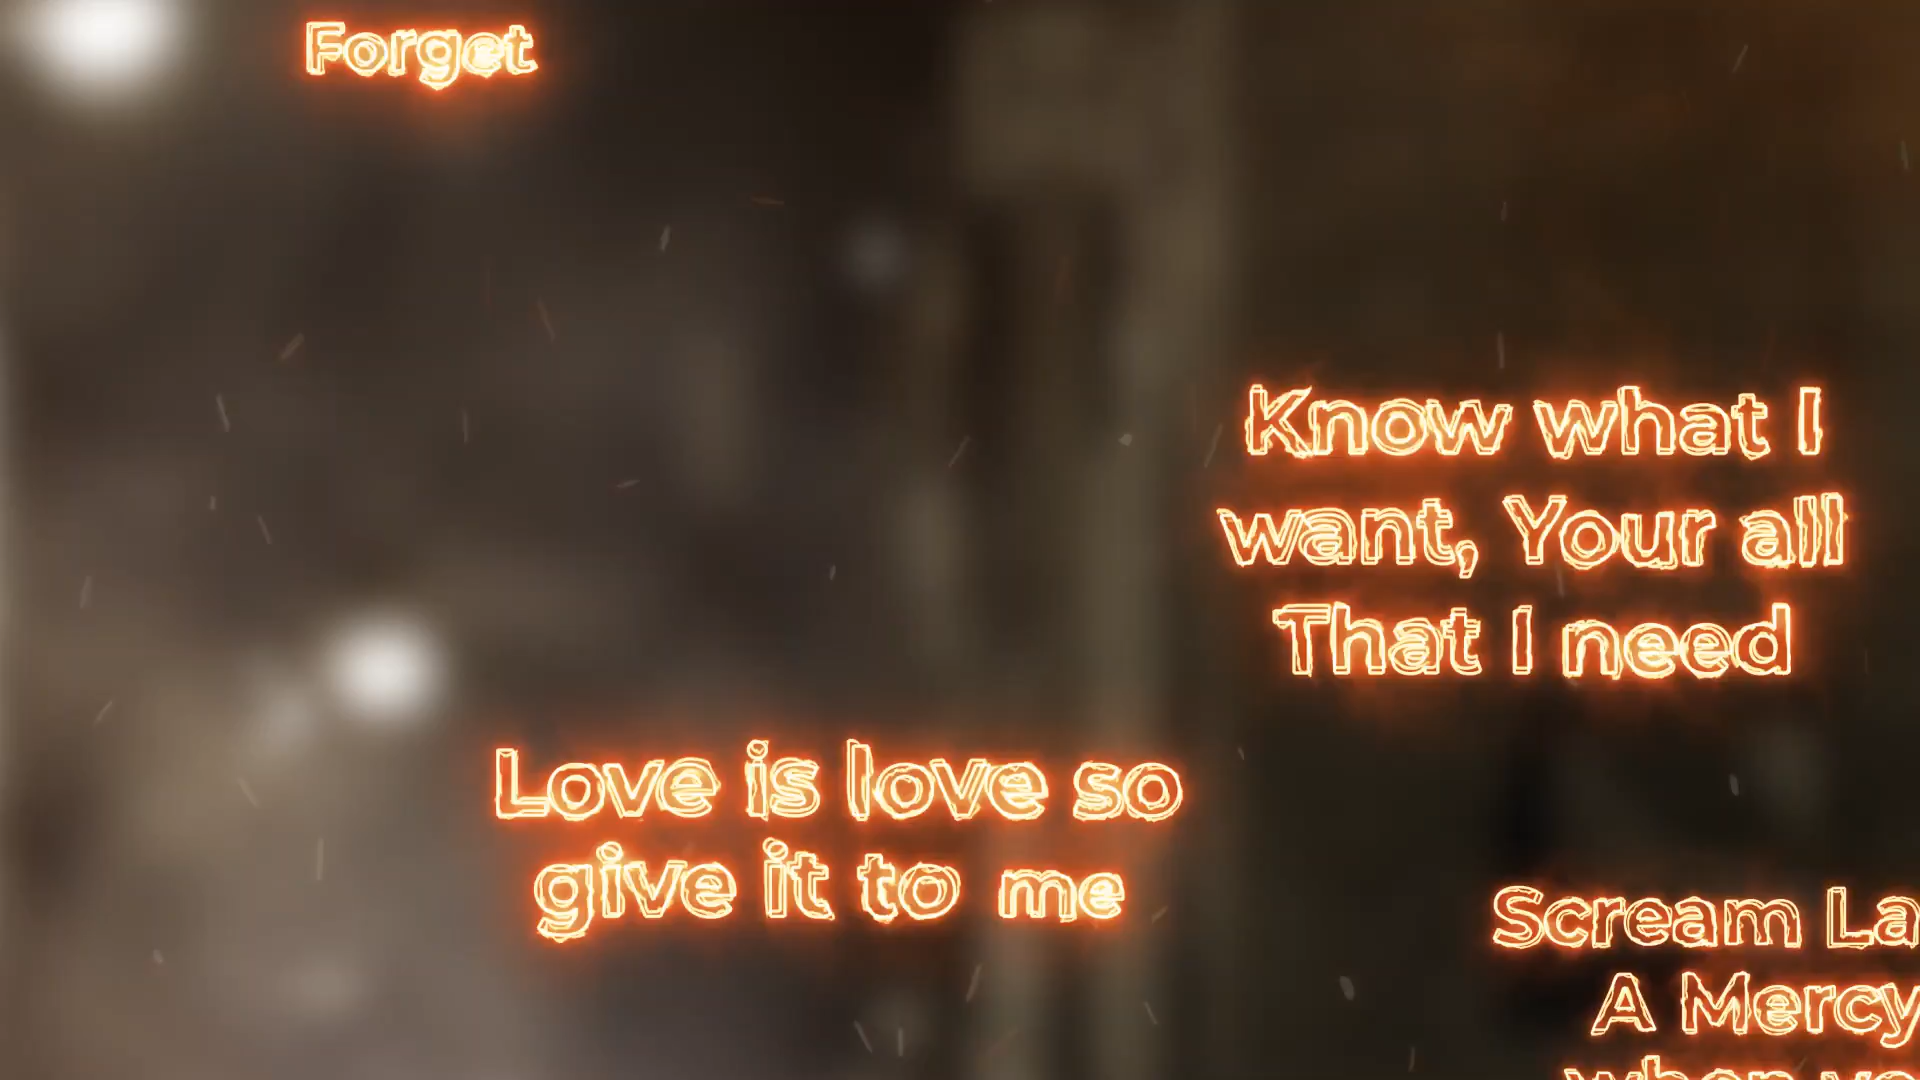 Forget
Know what I
want, Your all
That I need
Love is love so
give it to me
Scream
A Mercy